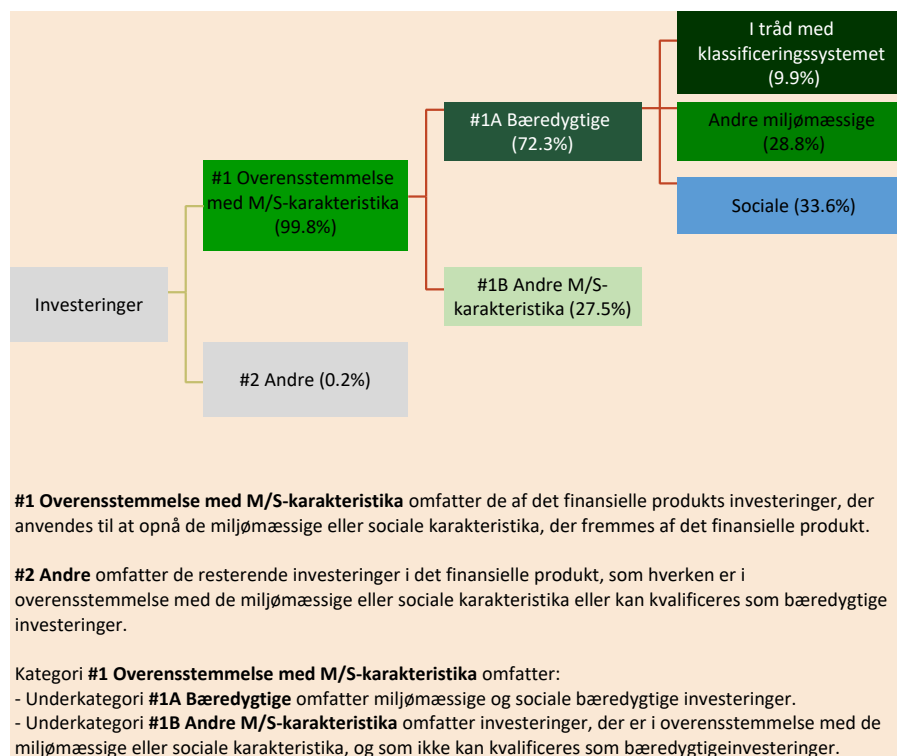 I tråd med
klassificeringssystemet
(9.9%)
#1A Bæredygtige
(72.3%)
Andre miljømæssige
(28.8%)
#1 Overensstemmelse
med M/S-karakteristika
(99.8%)
Sociale (33.6%)
Investeringer
#1B Andre M/S-
karakteristika (27.5%)
#2 Andre (0.2%)
#1 Overensstemmelse med M/S-karakteristika omfatter de af det finansielle produkts investeringer, der
anvendes til at opnå de miljømæssige eller sociale karakteristika, der fremmes af det finansielle produkt.
#2 Andre omfatter de resterende investeringer i det finansielle produkt, som hverken er i
overensstemmelse med de miljømæssige eller sociale karakteristika eller kan kvalificeres som bæredygtige
investeringer.
Kategori #1 Overensstemmelse med M/S-karakteristika omfatter:
- Underkategori #1A Bæredygtige omfatter miljømæssige og sociale bæredygtige investeringer.
- Underkategori #1B Andre M/S-karakteristika omfatter investeringer, der er i overensstemmelse med de
miljømæssige eller sociale karakteristika, og som ikke kan kvalificeres som bæredygtigeinvesteringer.